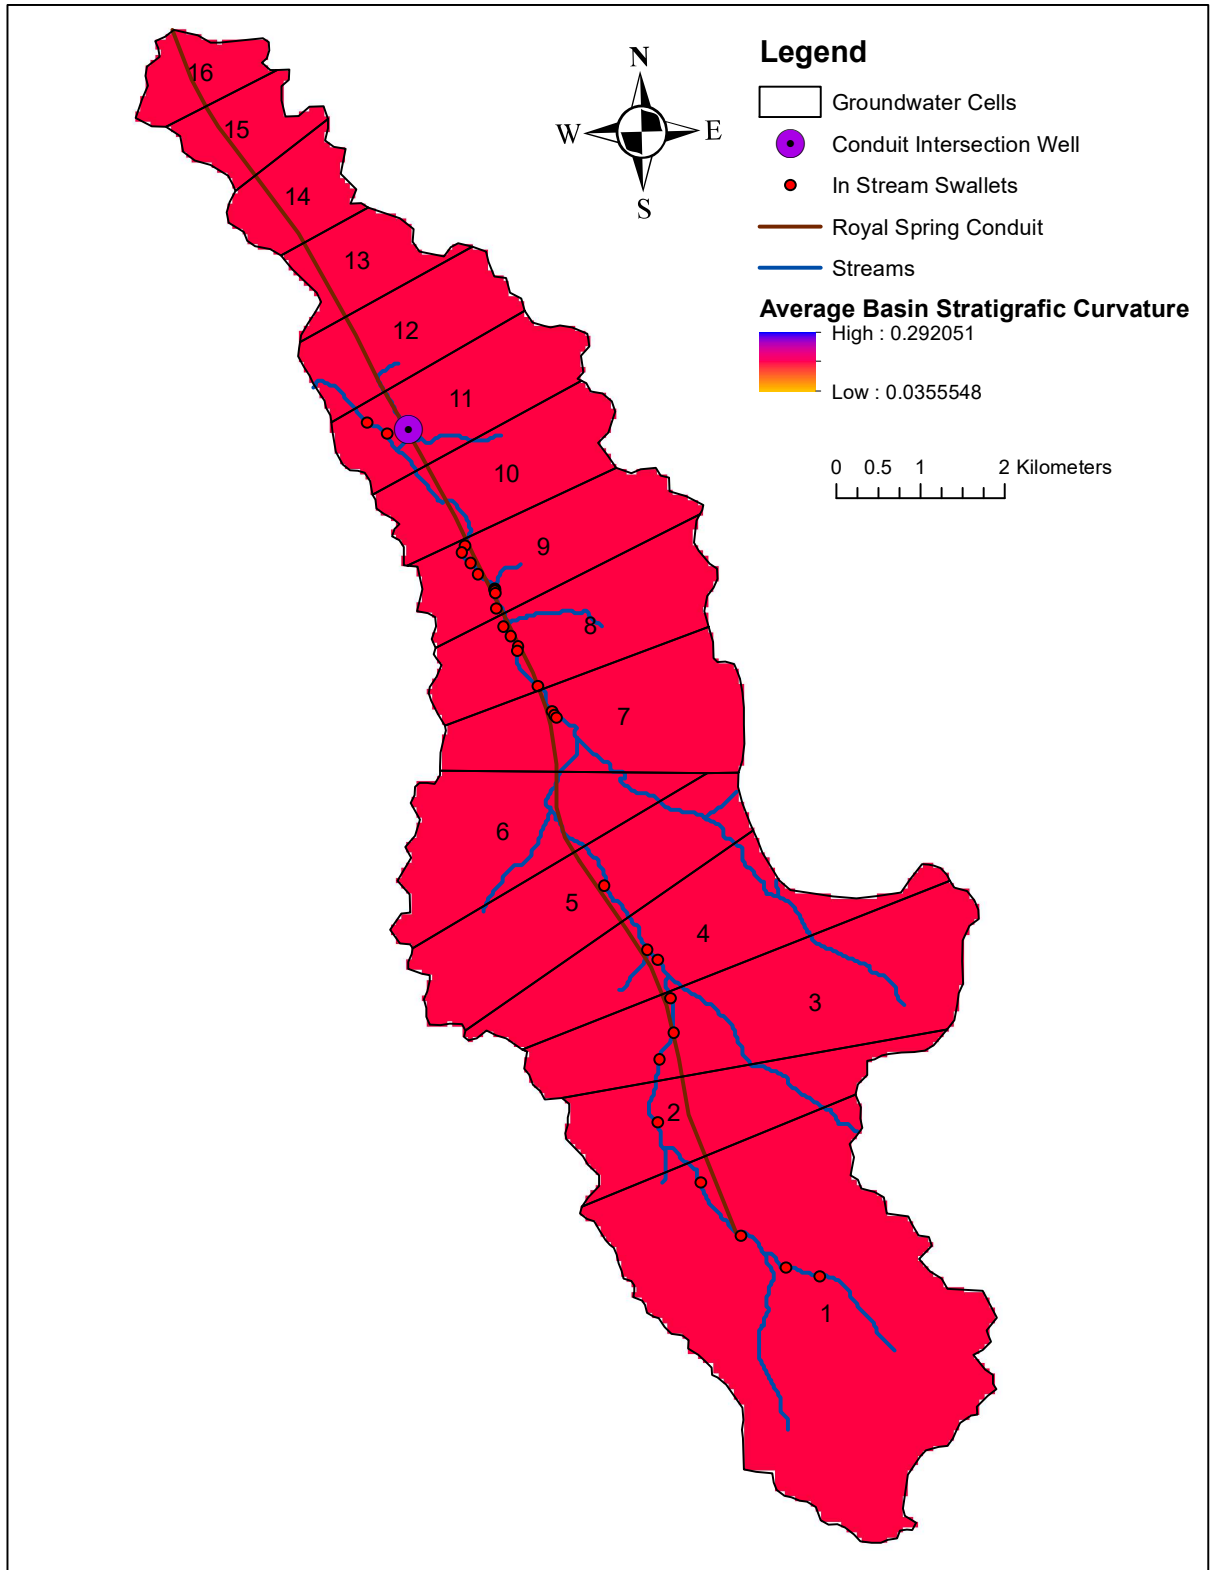 N
W
E
S
Legend
Groundwater Cells
Conduit Intersection Well
In Stream Swallets
Royal Spring Conduit
Streams
Average Basin Stratigrafic Curvature
High : 0.292051
Low : 0.0355548
0 0.5 1 2 Kilometers
16
15
14
13
12
11
10
9
8
7
6
5
4
3
2
1